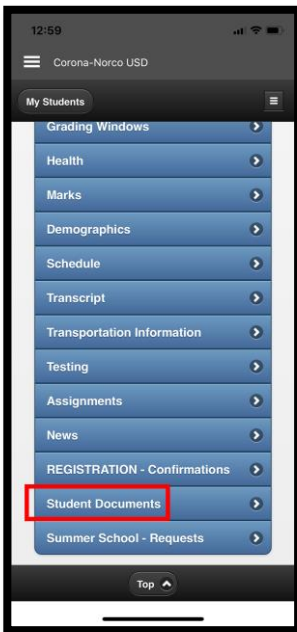 12:59
Corona-Norco USD
My Students
Grading Windows
Health
Marks
Demographics
Schedule
Transcript
Transportation Information
Testing
Assignments
News
REGISTRATION - Confirmations
Student Documents
Summer School - Requests
Top